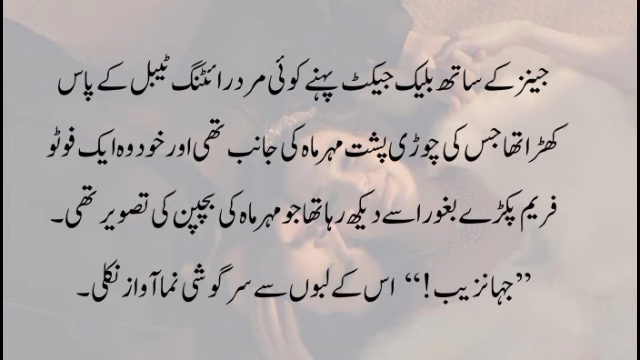 جینز کے ساتھ بلیک جیکٹ پہنے کوئی مرد رائٹنگ ٹیبل کے پاس
کھڑا تھا جس کی چوڑی پشت مہرماہ کی جانب تھی اور خود وہ ایک فوٹو
فریم پکڑے بغور اسے دیکھ رہا تھا جو مہرماہ کی بچپن کی تصویر تھی۔
”جہانزیب!“ اس کے لبوں سے سرگوشی نما آواز نکلی۔